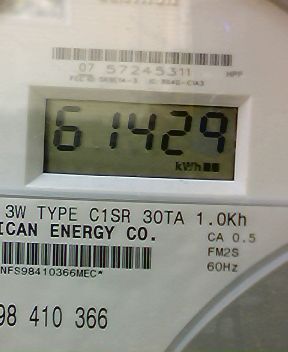 07 57245311 HPF
61429
kWh
3W TYPE C1SR 30TA 1.0Kh
ICAN ENERGY CO. CA 0.5
FM2S
60Hz
NFS98410366MEC*
98 410 366